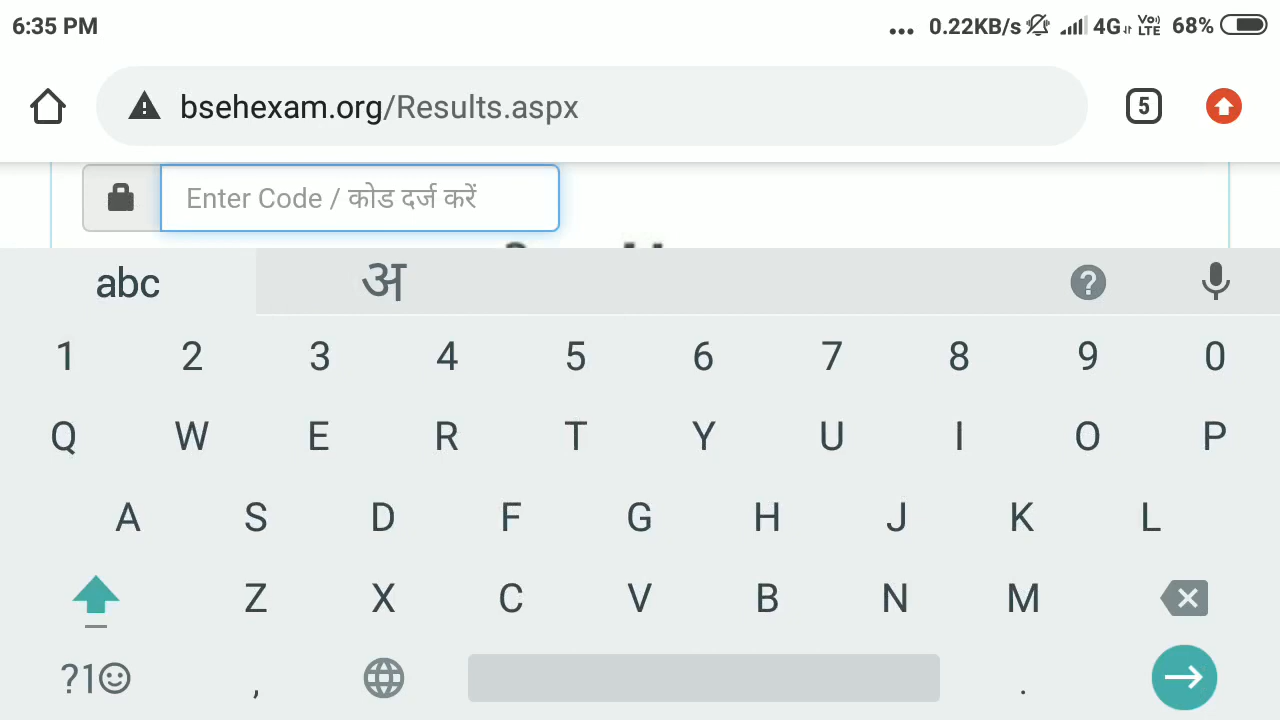 6:35 PM ... 0.22KB/s 4G VoLTE 68%
bsehexam.org/Results.aspx 5
Enter Code / कोड दर्ज करें
abc अ ?
1 2 3 4 5 6 7 8 9 0
Q W E R T Y U I O P
A S D F G H J K L
Z X C V B N M
?1☺ , .